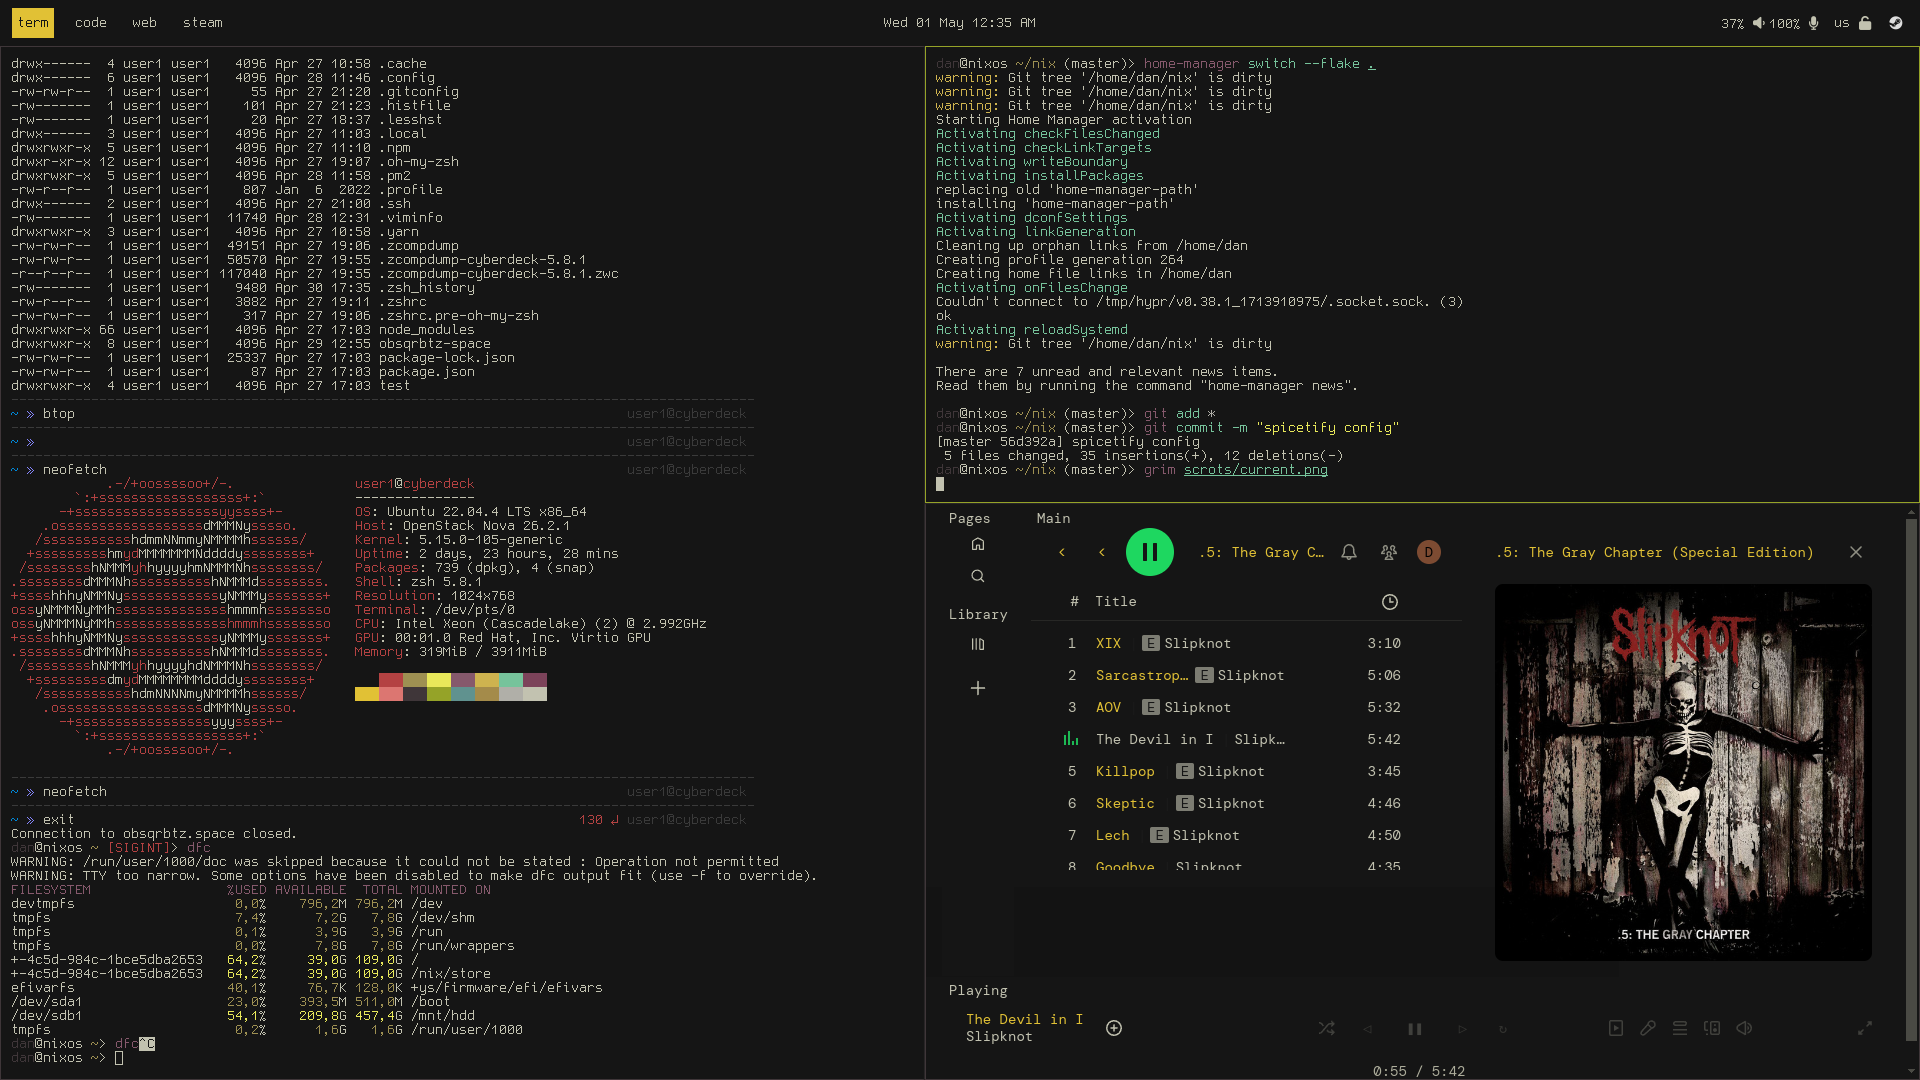 term code web steam
Wed 01 May 12:35 AM
37% 100% us
drwx------  4 user1 user1   4096 Apr 27 10:58 .cache
drwx------  6 user1 user1   4096 Apr 28 11:46 .config
-rw-rw-r--  1 user1 user1     55 Apr 27 21:20 .gitconfig
-rw-------  1 user1 user1    101 Apr 27 21:23 .histfile
-rw-------  1 user1 user1     20 Apr 27 18:37 .lesshst
drwx------  3 user1 user1   4096 Apr 27 11:03 .local
drwxrwxr-x  5 user1 user1   4096 Apr 27 11:10 .npm
drwxr-xr-x 12 user1 user1   4096 Apr 27 19:07 .oh-my-zsh
drwxrwxr-x  5 user1 user1   4096 Apr 28 11:58 .pm2
-rw-r--r--  1 user1 user1    807 Jan  6  2022 .profile
drwx------  2 user1 user1   4096 Apr 27 21:00 .ssh
-rw-------  1 user1 user1  11740 Apr 28 12:31 .viminfo
drwxrwxr-x  3 user1 user1   4096 Apr 27 10:58 .yarn
-rw-rw-r--  1 user1 user1  49151 Apr 27 19:06 .zcompdump
-rw-rw-r--  1 user1 user1  50570 Apr 27 19:55 .zcompdump-cyberdeck-5.8.1
-r--r--r--  1 user1 user1 117040 Apr 27 19:55 .zcompdump-cyberdeck-5.8.1.zwc
-rw-------  1 user1 user1   9480 Apr 30 17:35 .zsh_history
-rw-r--r--  1 user1 user1   3882 Apr 27 19:11 .zshrc
-rw-rw-r--  1 user1 user1    317 Apr 27 19:06 .zshrc.pre-oh-my-zsh
drwxrwxr-x 66 user1 user1   4096 Apr 27 17:03 node_modules
drwxrwxr-x  8 user1 user1   4096 Apr 29 12:55 obsqrbtz-space
-rw-rw-r--  1 user1 user1  25337 Apr 27 17:03 package-lock.json
-rw-rw-r--  1 user1 user1     87 Apr 27 17:03 package.json
drwxrwxr-x  4 user1 user1   4096 Apr 27 17:03 test
~ » btop user1@cyberdeck
~ » user1@cyberdeck
~ » neofetch user1@cyberdeck
.-/+oossssoo+/-. user1@cyberdeck
`:+ssssssssssssssssss+:` ---------------
-+ssssssssssssssssssyyssss+- OS: Ubuntu 22.04.4 LTS x86_64
.ossssssssssssssssssdMMMNysssso. Host: OpenStack Nova 26.2.1
/ssssssssssshdmmNNmmyNMMMMhssssss/ Kernel: 5.15.0-105-generic
+ssssssssshmydMMMMMMMNddddyssssssss+ Uptime: 2 days, 23 hours, 28 mins
/sssssssshNMMMyhhyyyyhmNMMMNhssssssss/ Packages: 739 (dpkg), 4 (snap)
.ssssssssdMMMNhsssssssssshNMMMdssssssss. Shell: zsh 5.8.1
+sssshhhyNMMNyssssssssssssyNMMMysssssss+ Resolution: 1024x768
ossyNMMMNyMMhsssssssssssssshmmmhssssssso Terminal: /dev/pts/0
ossyNMMMNyMMhsssssssssssssshmmmhssssssso CPU: Intel Xeon (Cascadelake) (2) @ 2.992GHz
+sssshhhyNMMNyssssssssssssyNMMMysssssss+ GPU: 00:01.0 Red Hat, Inc. Virtio GPU
.ssssssssdMMMNhsssssssssshNMMMdssssssss. Memory: 319MiB / 3911MiB
/sssssssshNMMMyhhyyyyhdNMMMNhssssssss/
+sssssssssdmydMMMMMMMMddddyssssssss+
/ssssssssssshdmNNNNmyNMMMMhssssss/
.ossssssssssssssssssdMMMNysssso.
-+sssssssssssssssssyyyssss+-
`:+ssssssssssssssssss+:`
.-/+oossssoo+/-.
~ » neofetch user1@cyberdeck
~ » exit 130 ↵ user1@cyberdeck
Connection to obsqrbtz.space closed.
dan@nixos ~ [SIGINT]> dfc
WARNING: /run/user/1000/doc was skipped because it could not be stated : Operation not permitted
WARNING: TTY too narrow. Some options have been disabled to make dfc output fit (use -f to override).
FILESYSTEM %USED AVAILABLE TOTAL MOUNTED ON
devtmpfs 0,0% 796,2M 796,2M /dev
tmpfs 7,4% 7,2G 7,8G /dev/shm
tmpfs 0,1% 3,9G 3,9G /run
tmpfs 0,0% 7,8G 7,8G /run/wrappers
+-4c5d-984c-1bce5dba2653 64,2% 39,0G 109,0G /
+-4c5d-984c-1bce5dba2653 64,2% 39,0G 109,0G /nix/store
efivarfs 40,1% 76,7K 128,0K +ys/firmware/efi/efivars
/dev/sda1 23,0% 393,5M 511,0M /boot
/dev/sdb1 54,1% 209,8G 457,4G /mnt/hdd
tmpfs 0,2% 1,6G 1,6G /run/user/1000
dan@nixos ~> dfc^C
dan@nixos ~>
dan@nixos ~/nix (master)> home-manager switch --flake .
warning: Git tree '/home/dan/nix' is dirty
warning: Git tree '/home/dan/nix' is dirty
warning: Git tree '/home/dan/nix' is dirty
Starting Home Manager activation
Activating checkFilesChanged
Activating checkLinkTargets
Activating writeBoundary
Activating installPackages
replacing old 'home-manager-path'
installing 'home-manager-path'
Activating dconfSettings
Activating linkGeneration
Cleaning up orphan links from /home/dan
Creating profile generation 264
Creating home file links in /home/dan
Activating onFilesChange
Couldn't connect to /tmp/hypr/v0.38.1_1713910975/.socket.sock. (3)
ok
Activating reloadSystemd
warning: Git tree '/home/dan/nix' is dirty
There are 7 unread and relevant news items.
Read them by running the command "home-manager news".
dan@nixos ~/nix (master)> git add *
dan@nixos ~/nix (master)> git commit -m "spicetify config"
[master 56d392a] spicetify config
 5 files changed, 35 insertions(+), 12 deletions(-)
dan@nixos ~/nix (master)> grim scrots/current.png
Pages
Library
Main
.5: The Gray C… D
# Title
1 XIX E Slipknot 3:10
2 Sarcastrop… E Slipknot 5:06
3 AOV E Slipknot 5:32
The Devil in I Slipk… 5:42
5 Killpop E Slipknot 3:45
6 Skeptic E Slipknot 4:46
7 Lech E Slipknot 4:50
8 Goodbye Slipknot 4:35
.5: The Gray Chapter (Special Edition)
SLIPKNOT
.5: THE GRAY CHAPTER
Playing
The Devil in I
Slipknot
0:55 / 5:42